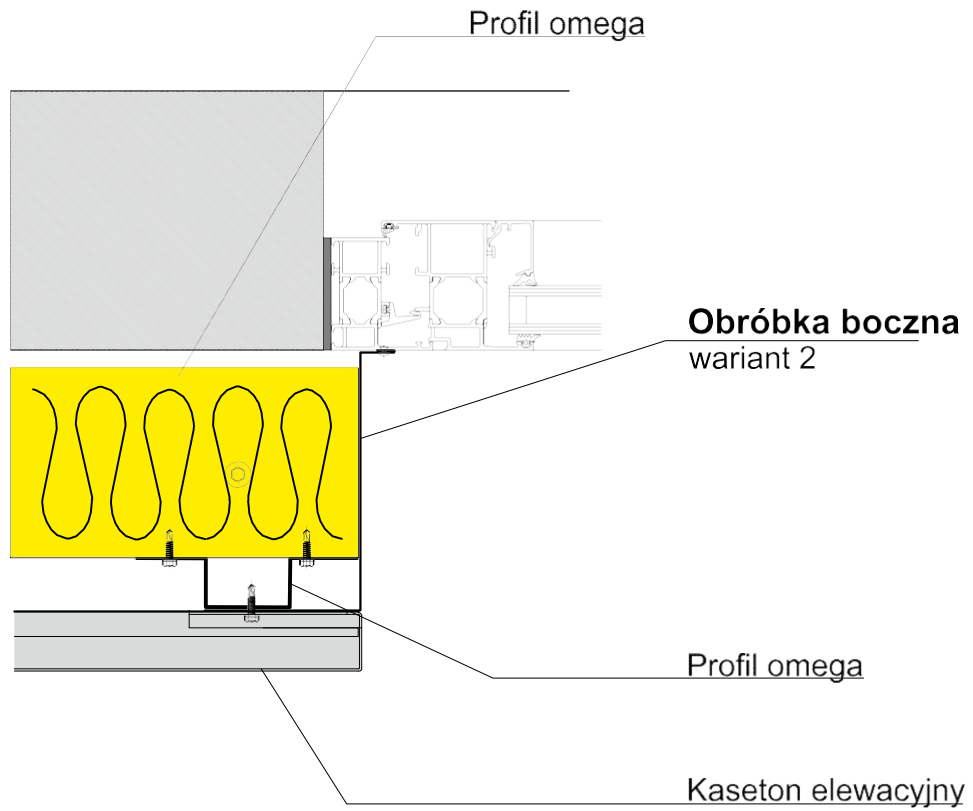 Profil omega
Obróbka boczna
wariant 2
Profil omega
Kaseton elewacyjny